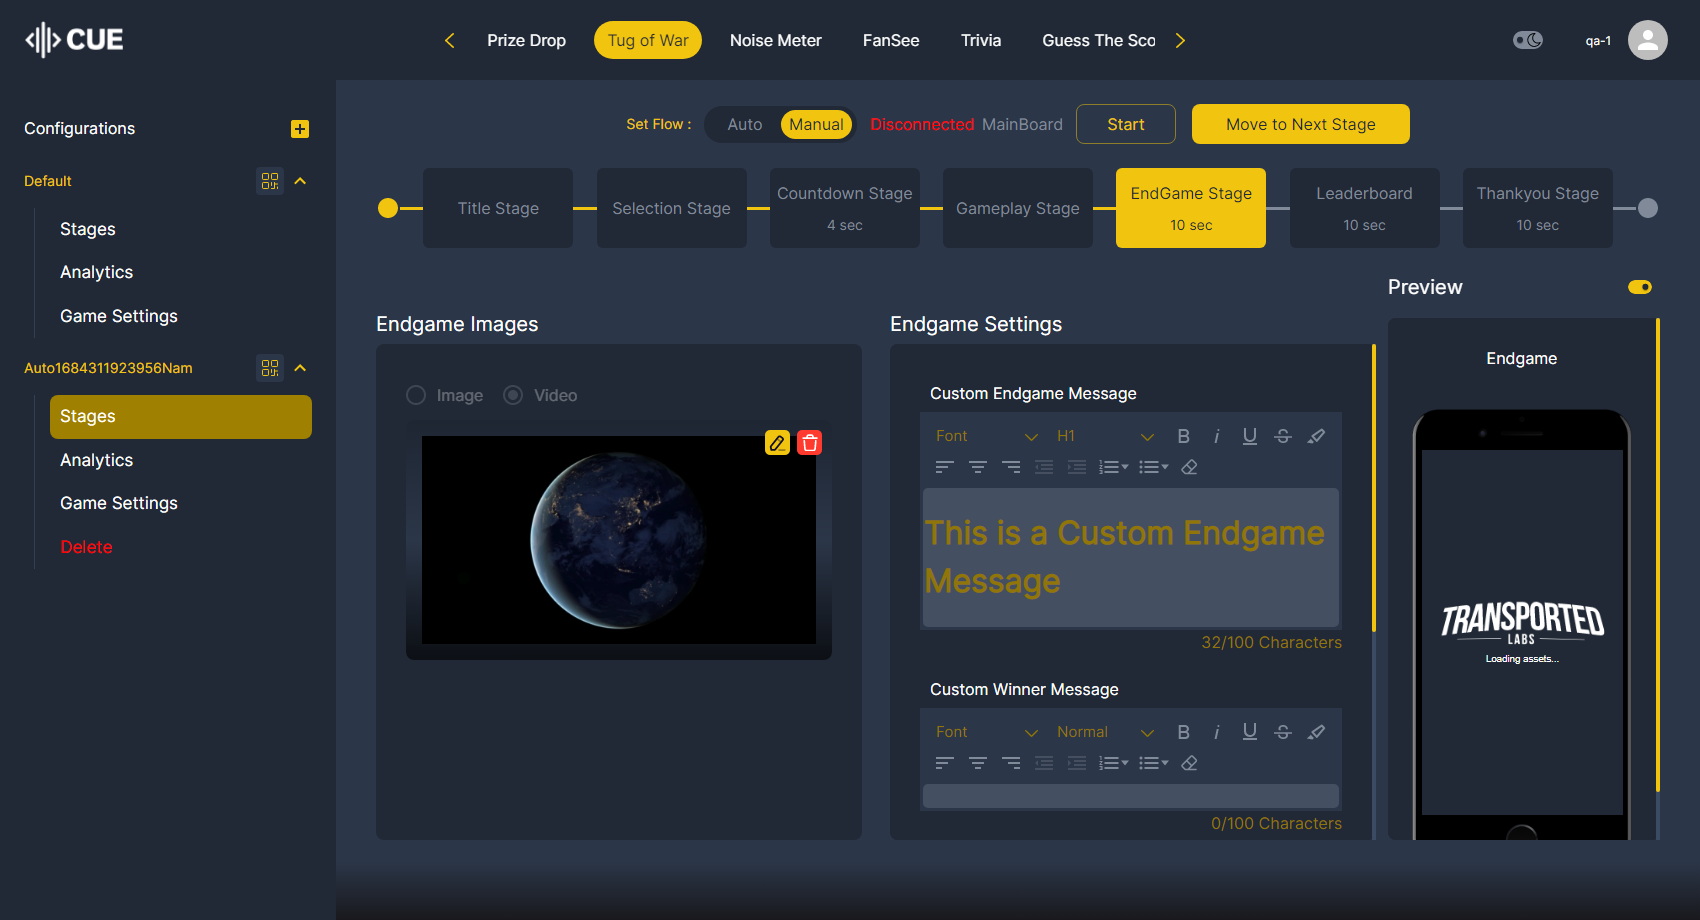 CUE
Prize Drop
Tug of War
Noise Meter
FanSee
Trivia
Guess The Sco
qa-1
Configurations
Default
Stages
Analytics
Game Settings
Auto1684311923956Nam
Stages
Analytics
Game Settings
Delete
Set Flow :
Auto
Manual
Disconnected MainBoard
Start
Move to Next Stage
Title Stage
Selection Stage
Countdown Stage
4 sec
Gameplay Stage
EndGame Stage
10 sec
Leaderboard
10 sec
Thankyou Stage
10 sec
Endgame Images
Image
Video
Endgame Settings
Custom Endgame Message
Font
H1
B
i
U
S
This is a Custom Endgame
Message
32/100 Characters
Custom Winner Message
Font
Normal
B
i
U
S
0/100 Characters
Preview
Endgame
TRANSPORTED
LABS
Loading assets...